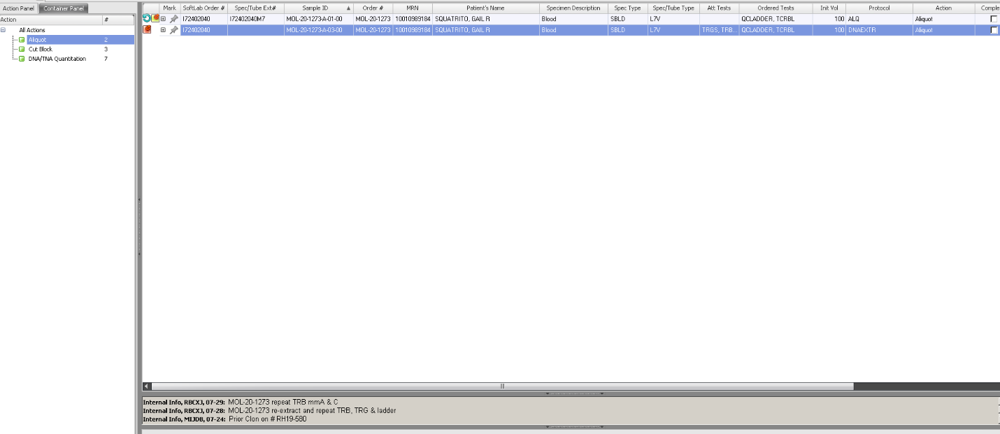 Action Panel Container Panel
Action #
All Actions
Aliquot 2
Cut Block 3
DNA/TNA Quantitation 7
Mark SoftLab Order # Spec/Tube Ext# Sample ID Order # MRN Patient's Name Specimen Description Spec Type Spec/Tube Type Att Tests Ordered Tests Init Vol Protocol Action Comple
I72402040 I72402040M7 MOL-20-1273-A-01-00 MOL-20-1273 10010989184 SQUATRITO, GAIL R Blood SBLD L7V QCLADDER, TCRBL 100 ALQ Aliquot
I72402040 MOL-20-1273-A-03-00 MOL-20-1273 10010989184 SQUATRITO, GAIL R Blood SBLD L7V TRGS, TRB... QCLADDER, TCRBL 100 DNAEXTR Aliquot
Internal Info, RBCXJ, 07-29: MOL-20-1273 repeat TRB mmA & C
Internal Info, RBCXJ, 07-28: MOL-20-1273 re-extract and repeat TRB, TRG & ladder
Internal Info, MIJDB, 07-24: Prior Clon on # RH19-580